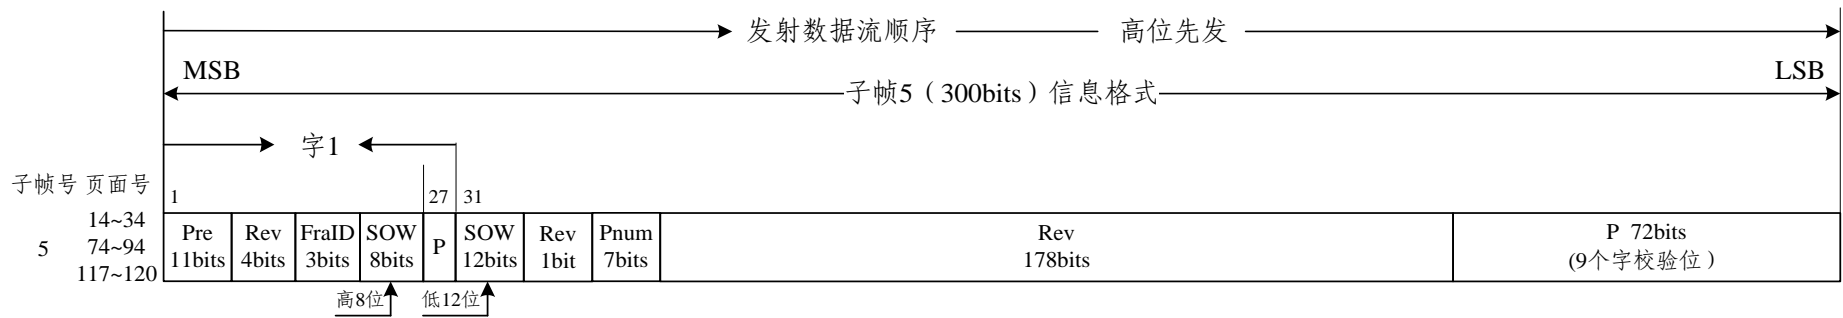 发射数据流顺序 高位先发
MSB LSB
子帧5（300bits）信息格式
字1
子帧号 页面号
1 27 31
5
14~34
74~94
117~120
Pre
11bits
Rev
4bits
FraID
3bits
SOW
8bits
P
SOW
12bits
Rev
1bit
Pnum
7bits
Rev
178bits
P 72bits
(9个字校验位）
高8位 低12位